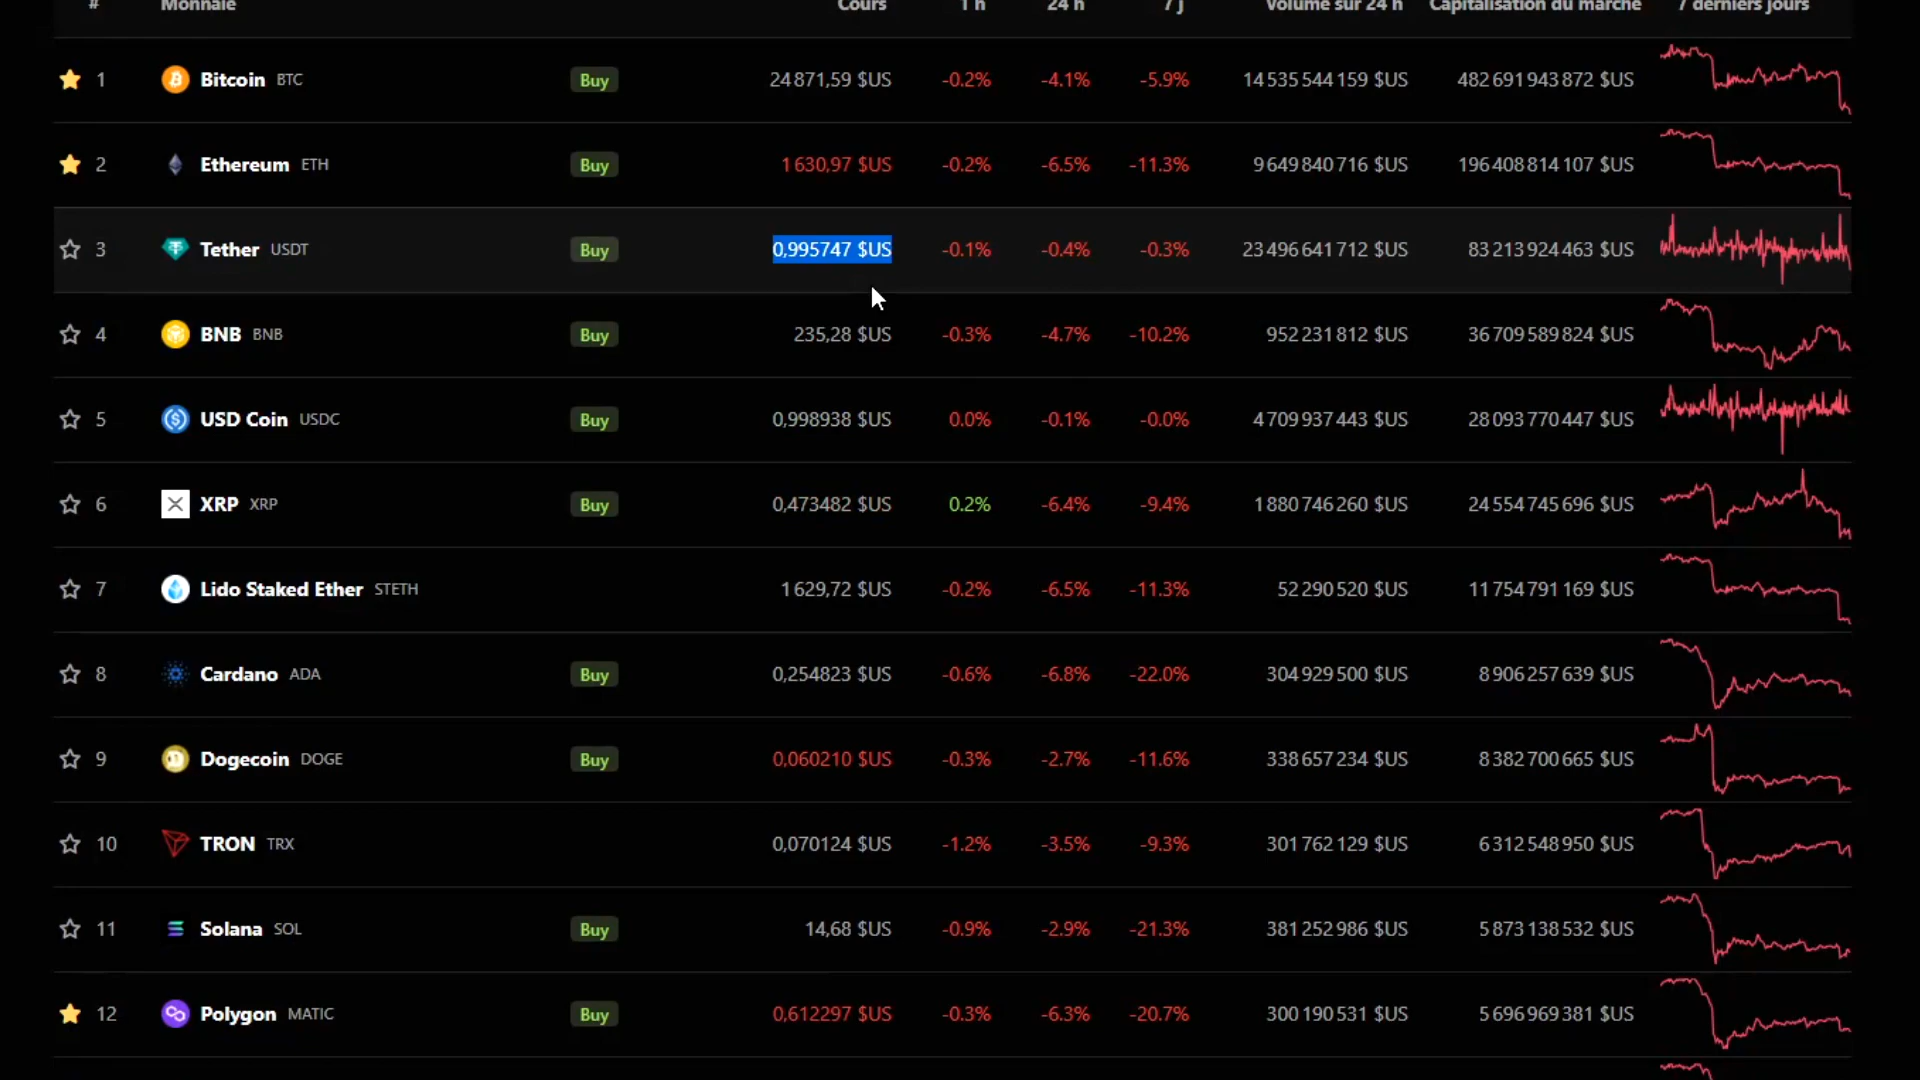 # Monnaie Cours 1 h 24 h 7 j Volume sur 24 h Capitalisation du marché 7 derniers jours
1 Bitcoin BTC Buy 24 871,59 $US -0.2% -4.1% -5.9% 14 535 544 159 $US 482 691 943 872 $US
2 Ethereum ETH Buy 1 630,97 $US -0.2% -6.5% -11.3% 9 649 840 716 $US 196 408 814 107 $US
3 Tether USDT Buy 0,995747 $US -0.1% -0.4% -0.3% 23 496 641 712 $US 83 213 924 463 $US
4 BNB BNB Buy 235,28 $US -0.3% -4.7% -10.2% 952 231 812 $US 36 709 589 824 $US
5 USD Coin USDC Buy 0,998938 $US 0.0% -0.1% -0.0% 4 709 937 443 $US 28 093 770 447 $US
6 XRP XRP Buy 0,473482 $US 0.2% -6.4% -9.4% 1 880 746 260 $US 24 554 745 696 $US
7 Lido Staked Ether STETH 1 629,72 $US -0.2% -6.5% -11.3% 52 290 520 $US 11 754 791 169 $US
8 Cardano ADA Buy 0,254823 $US -0.6% -6.8% -22.0% 304 929 500 $US 8 906 257 639 $US
9 Dogecoin DOGE Buy 0,060210 $US -0.3% -2.7% -11.6% 338 657 234 $US 8 382 700 665 $US
10 TRON TRX 0,070124 $US -1.2% -3.5% -9.3% 301 762 129 $US 6 312 548 950 $US
11 Solana SOL Buy 14,68 $US -0.9% -2.9% -21.3% 381 252 986 $US 5 873 138 532 $US
12 Polygon MATIC Buy 0,612297 $US -0.3% -6.3% -20.7% 300 190 531 $US 5 696 969 381 $US